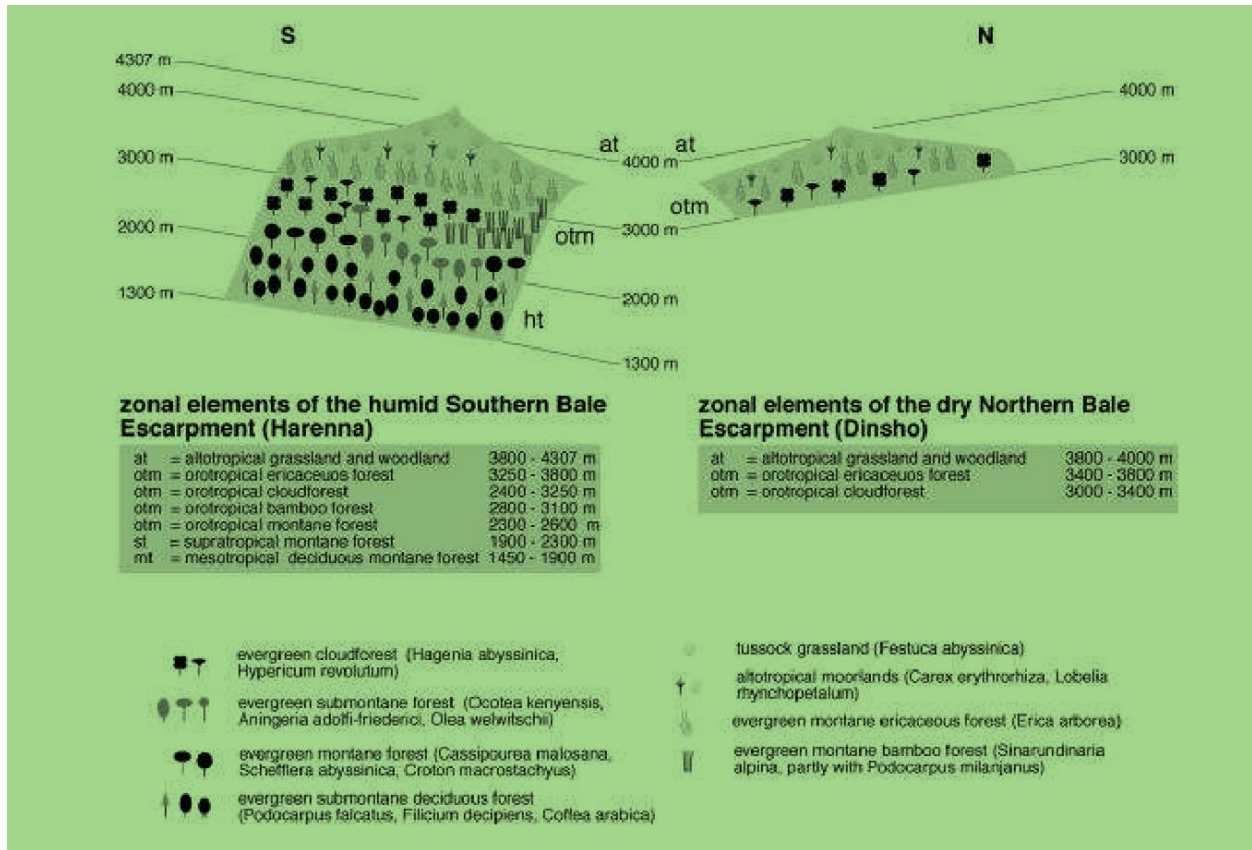 S
N
4307 m
4000 m
3000 m
2000 m
1300 m
at
at
4000 m
otm
otm
3000 m
2000 m
ht
1300 m
4000 m
3000 m
zonal elements of the humid Southern Bale
Escarpment (Harenna)
at = altotropical grassland and woodland 3800 - 4307 m
otm = orotropical ericaceuos forest 3250 - 3800 m
otm = orotropical cloudforest 2400 - 3250 m
otm = orotropical bamboo forest 2800 - 3100 m
otm = orotropical montane forest 2300 - 2600 m
st = supratropical montane forest 1900 - 2300 m
mt = mesotropical deciduous montane forest 1450 - 1900 m
zonal elements of the dry Northern Bale
Escarpment (Dinsho)
at = altotropical grassland and woodland 3800 - 4000 m
otm = orotropical ericaceuos forest 3400 - 3800 m
otm = orotropical cloudforest 3000 - 3400 m
evergreen cloudforest (Hagenia abyssinica,
Hypericum revolutum)
evergreen submontane forest (Ocotea kenyensis,
Aningeria adolfi-friederici, Olea welwitschii)
evergreen montane forest (Cassipourea malosana,
Schefflera abyssinica, Croton macrostachyus)
evergreen submontane deciduous forest
(Podocarpus falcatus, Filicium decipiens, Coffea arabica)
tussock grassland (Festuca abyssinica)
altotropical moorlands (Carex erythrorhiza, Lobelia
rhynchopetalum)
evergreen montane ericaceous forest (Erica arborea)
evergreen montane bamboo forest (Sinarundinaria
alpina, partly with Podocarpus milanjanus)